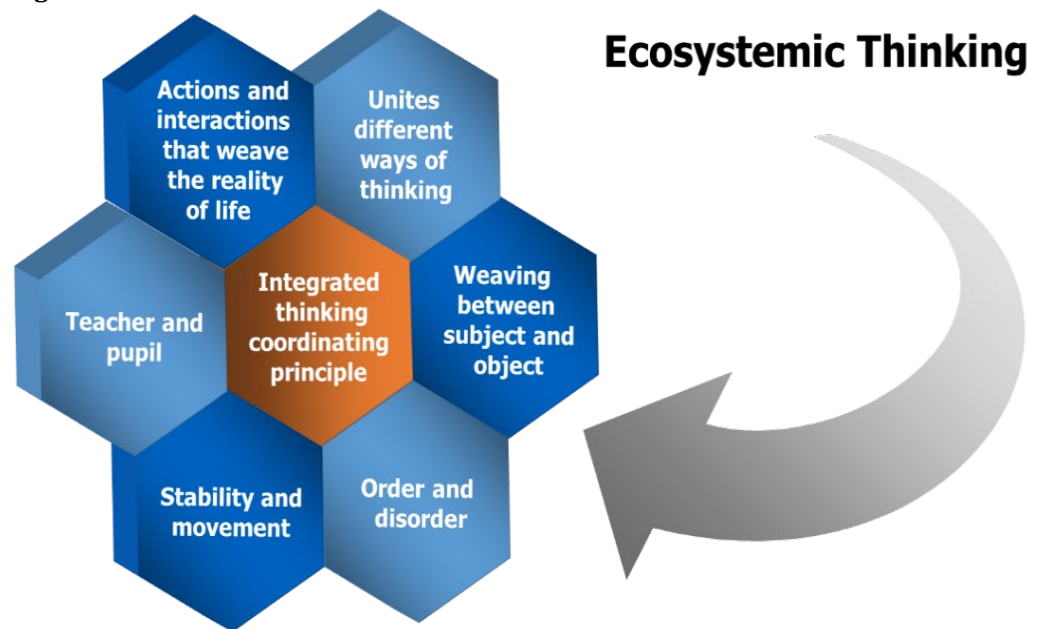 Ecosystemic Thinking
Actions and
interactions
that weave
the reality
of life
Unites
different
ways of
thinking
Teacher and
pupil
Integrated
thinking
coordinating
principle
Weaving
between
subject and
object
Stability and
movement
Order and
disorder